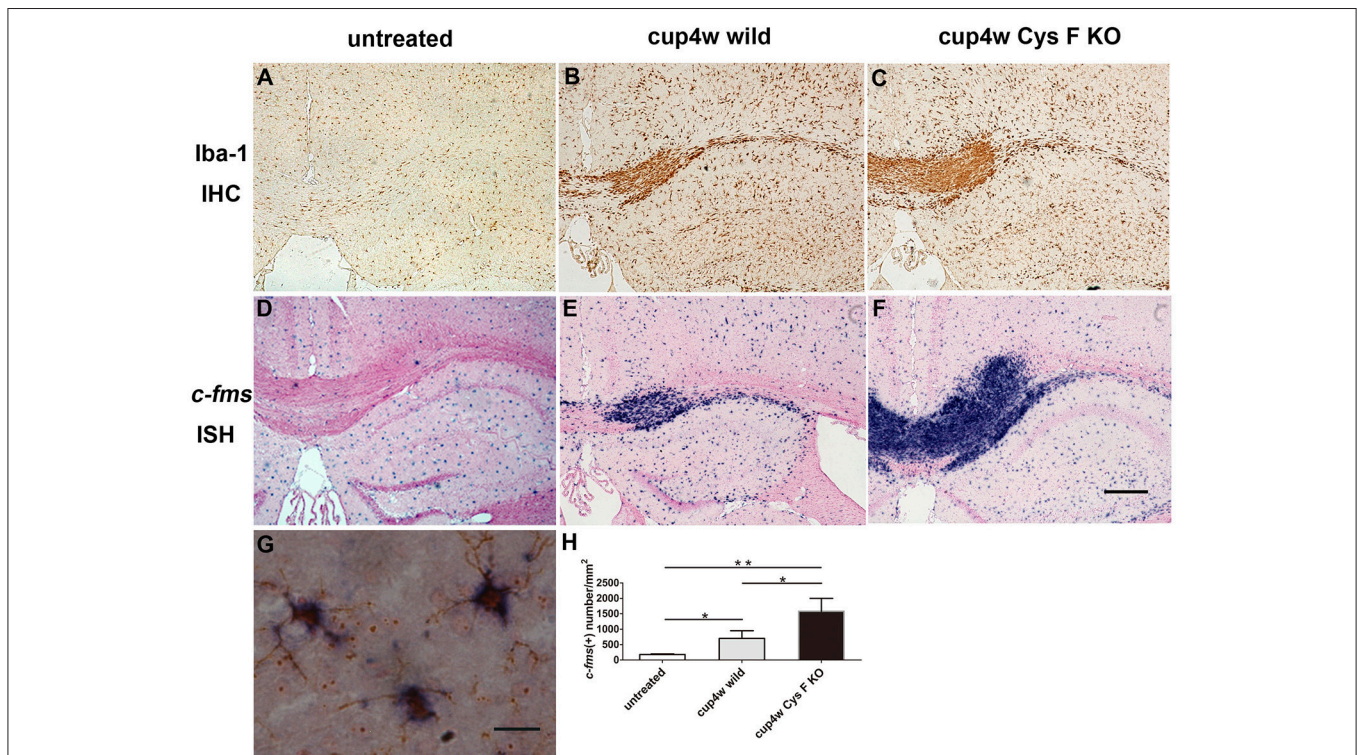 untreated
cup4w wild
cup4w Cys F KO
Iba-1
IHC
A
B
C
c-fms
ISH
D
E
F
G
H
c-fms(+) number/mm²
2500
2000
1500
1000
500
0
* *
*
*
untreated
cup4w wild
cup4w Cys F KO